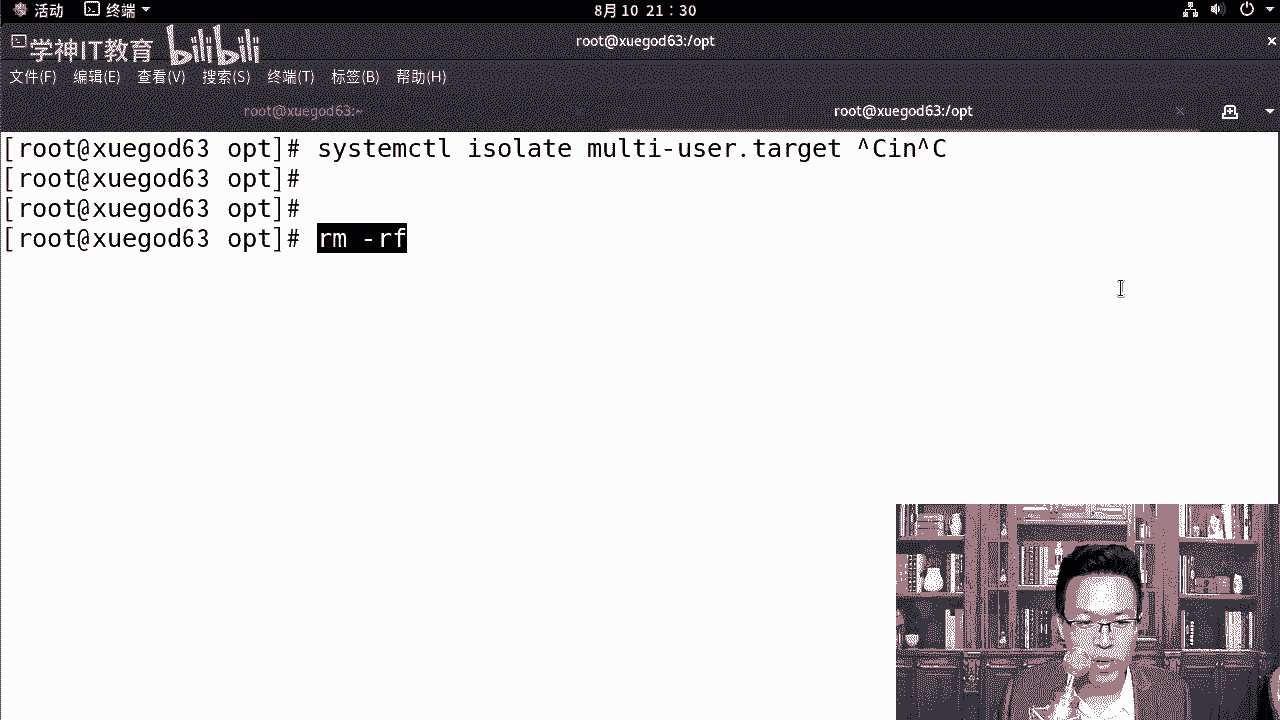 活动 终端 8月10 21：30
学神IT教育 bilibili root@xuegod63:/opt ×
文件(F) 编辑(E) 查看(V) 搜索(S) 终端(T) 标签(B) 帮助(H)
root@xuegod63:~ × root@xuegod63:/opt ×
[root@xuegod63 opt]# systemctl isolate multi-user.target ^Cin^C
[root@xuegod63 opt]#
[root@xuegod63 opt]#
[root@xuegod63 opt]# rm -rf